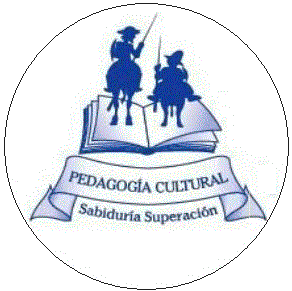 PEDAGOGÍA CULTURAL
Sabiduría Superación